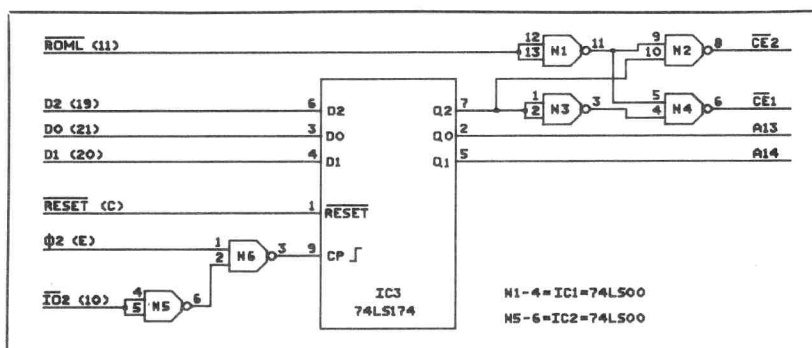 ROML (11)
12
13
N1
11
9
10
N2
8
CE2
D2 (19)
6
D2
Q2
7
1
2
N3
3
5
4
N4
6
CE1
D0 (21)
3
D0
Q0
2
A13
D1 (20)
4
D1
Q1
5
A14
RESET (C)
1
RESET
ϕ2 (E)
1
2
N6
3
9
CP
IO2 (10)
4
5
N5
6
IC3
74LS174
N1-4=IC1=74LS00
N5-6=IC2=74LS00